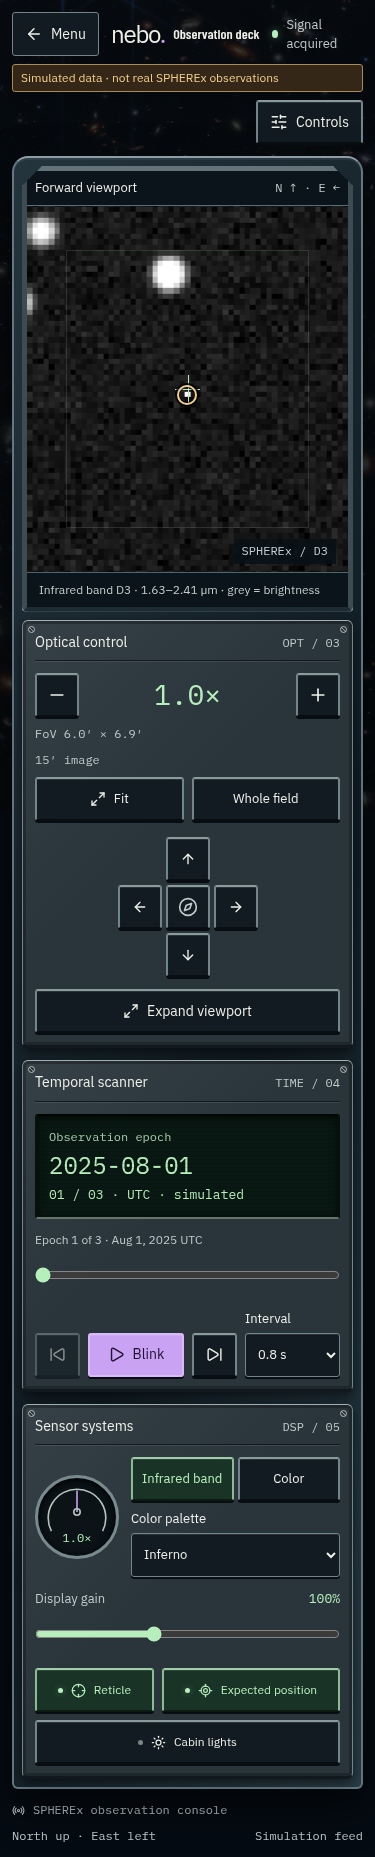 Menu
nebo.
Observation deck
Signal
acquired
Simulated data · not real SPHEREx observations
Controls
Forward viewport
N ↑ · E ←
SPHEREx / D3
Infrared band D3 · 1.63–2.41 µm · grey = brightness
Optical control
OPT / 03
1.0×
FoV 6.0′ × 6.9′
15′ image
Fit
Whole field
Expand viewport
Temporal scanner
TIME / 04
Observation epoch
2025-08-01
01 / 03 · UTC · simulated
Epoch 1 of 3 · Aug 1, 2025 UTC
Interval
Blink
0.8 s
Sensor systems
DSP / 05
Infrared band
Color
1.0×
Color palette
Inferno
Display gain
100%
Reticle
Expected position
Cabin lights
SPHEREx observation console
North up · East left
Simulation feed